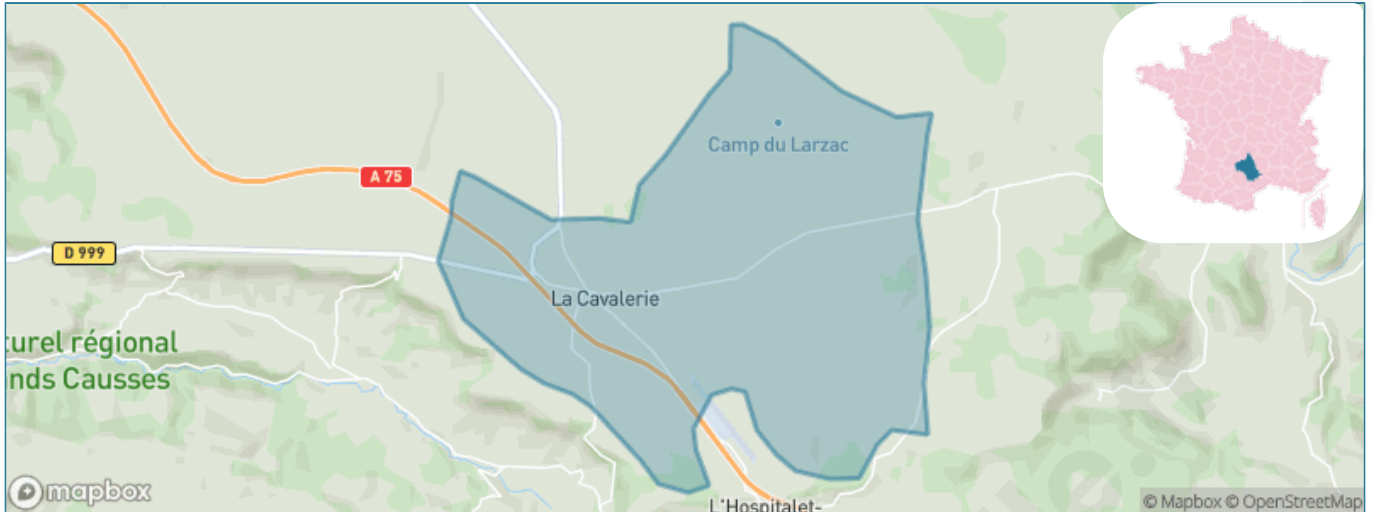 Camp du Larzac
A 75
D 999
La Cavalerie
turel régional
nds Causses
mapbox
L'Hospitalet-
© Mapbox © OpenStreetMap